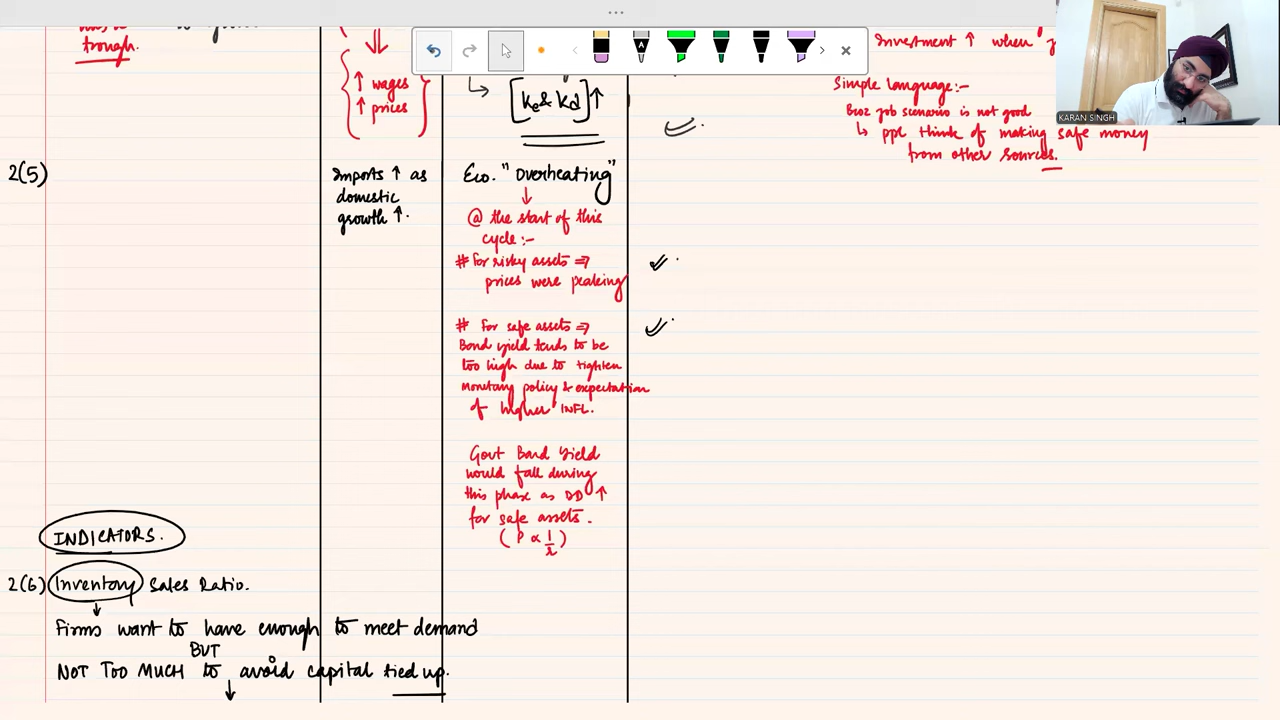 trough.
↑ wages
↑ prices
[ke & kd] ↑
Investment ↑ when
Simple language:-
Bcoz job scenario is not good
↳ ppl think of making safe money
from other sources.
KARAN SINGH
2(5)
Imports ↑ as
domestic
growth ↑.
Eco. "Overheating"
@ the start of this
cycle:-
# For risky assets ⇒
prices were peaking
# For safe assets ⇒
Bond yield tends to be
too high due to tighten
monetary policy & expectation
of higher INFL.
Govt Bond Yield
would fall during
this phase as DD ↑
for safe assets.
(P ∝ 1/r)
INDICATORS.
2(6) Inventory Sales Ratio.
Firms want to have enough to meet demand
BUT
NOT TOO MUCH to avoid capital tied up.